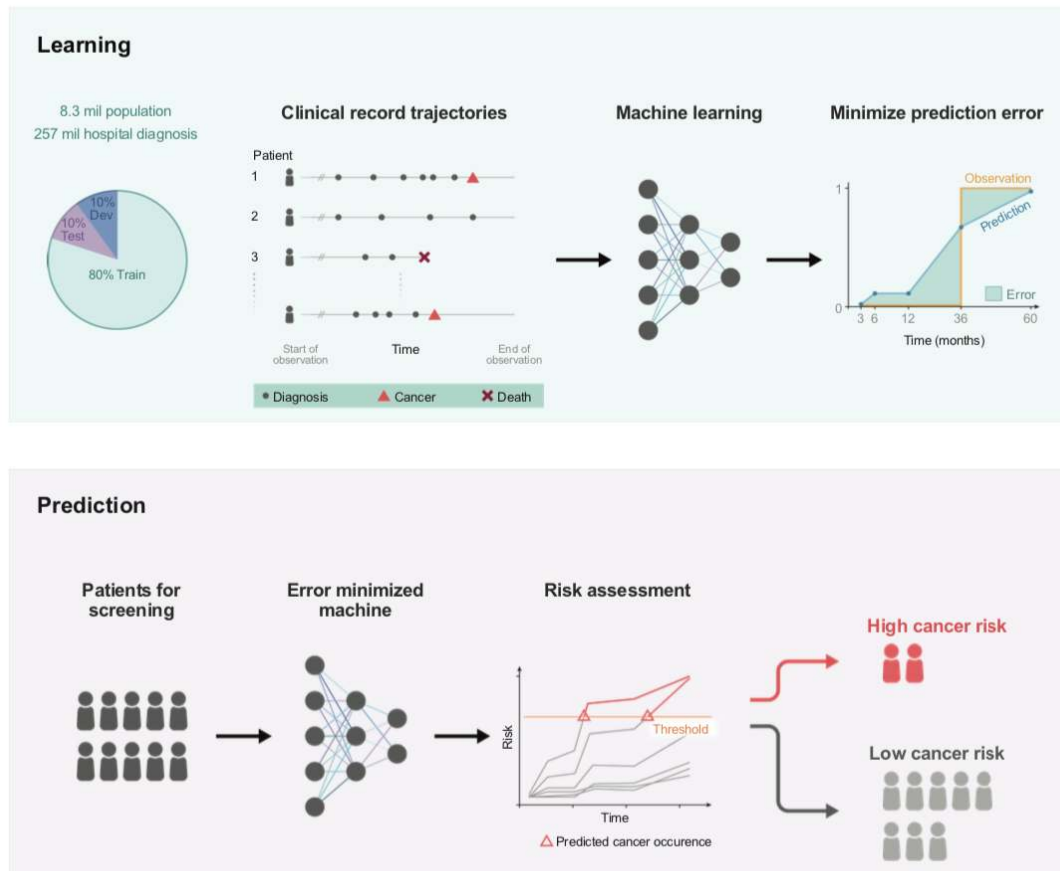 Learning
8.3 mil population
257 mil hospital diagnosis
10%
Dev
10%
Test
80% Train
Clinical record trajectories
Patient
1
2
3
Start of
observation
Time
End of
observation
Diagnosis
Cancer
Death
Machine learning
Minimize prediction error
1
Observation
Prediction
Error
0
3 6 12 36 60
Time (months)
Prediction
Patients for
screening
Error minimized
machine
Risk assessment
Risk
Threshold
Time
Predicted cancer occurence
High cancer risk
Low cancer risk